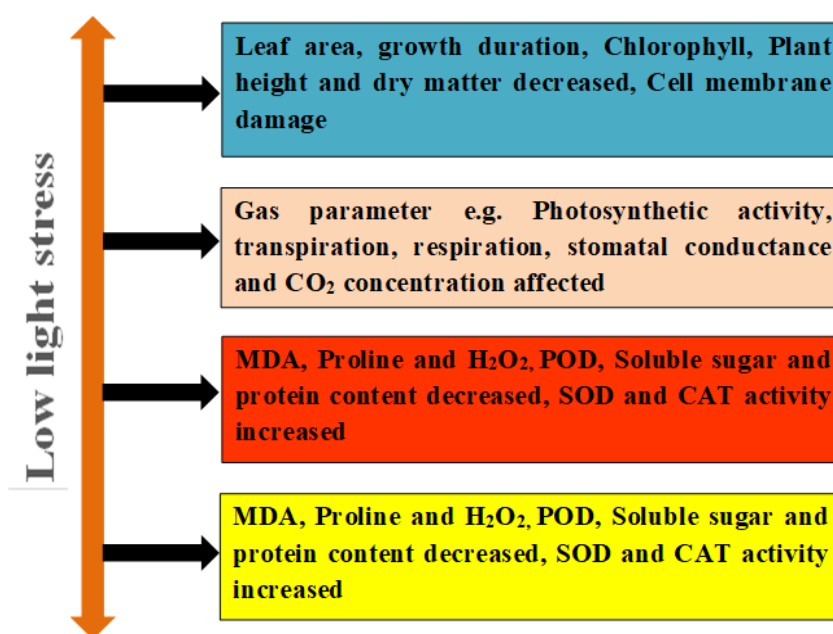 Low light stress
Leaf area, growth duration, Chlorophyll, Plant
height and dry matter decreased, Cell membrane
damage
Gas parameter e.g. Photosynthetic activity,
transpiration, respiration, stomatal conductance
and CO₂ concentration affected
MDA, Proline and H₂O₂, POD, Soluble sugar and
protein content decreased, SOD and CAT activity
increased
MDA, Proline and H₂O₂, POD, Soluble sugar and
protein content decreased, SOD and CAT activity
increased